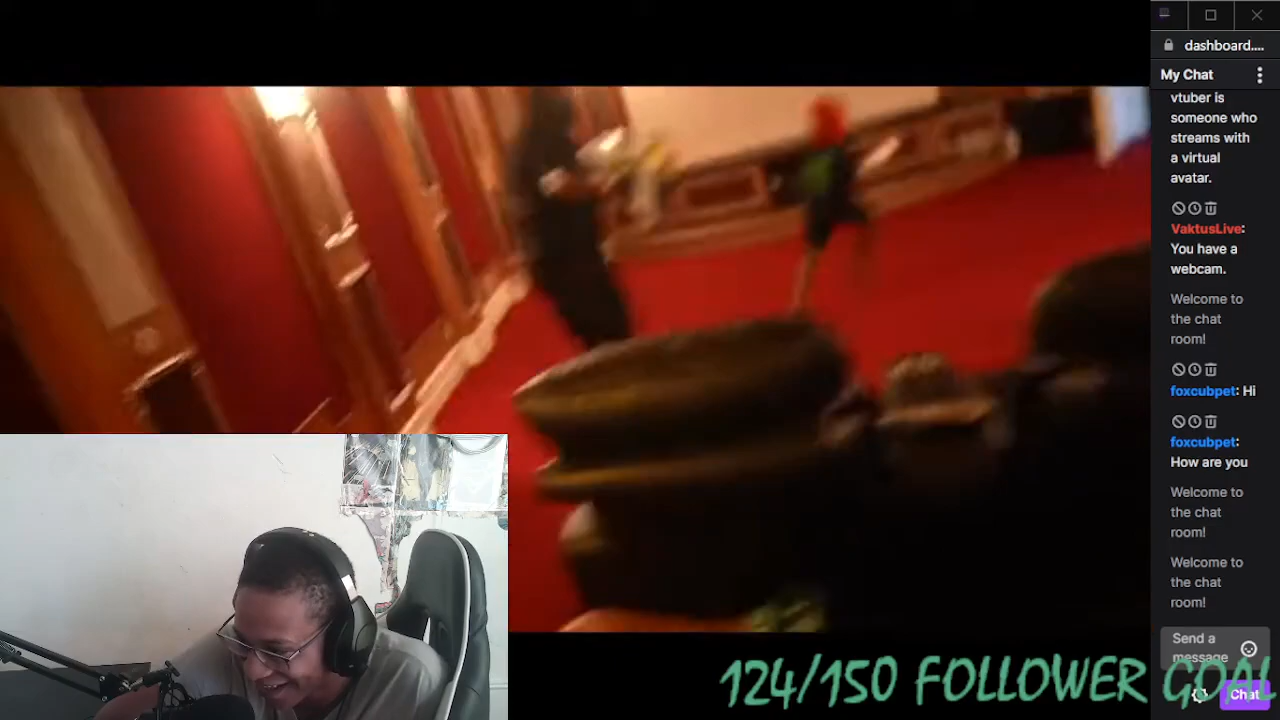 dashboard....
My Chat
vtuber is
someone who
streams with
a virtual
avatar.
VaktusLive:
You have a
webcam.
Welcome to
the chat
room!
foxcubpet: Hi
foxcubpet:
How are you
Welcome to
the chat
room!
Welcome to
the chat
room!
Send a
message
124/150 FOLLOWER GOAL
Chat